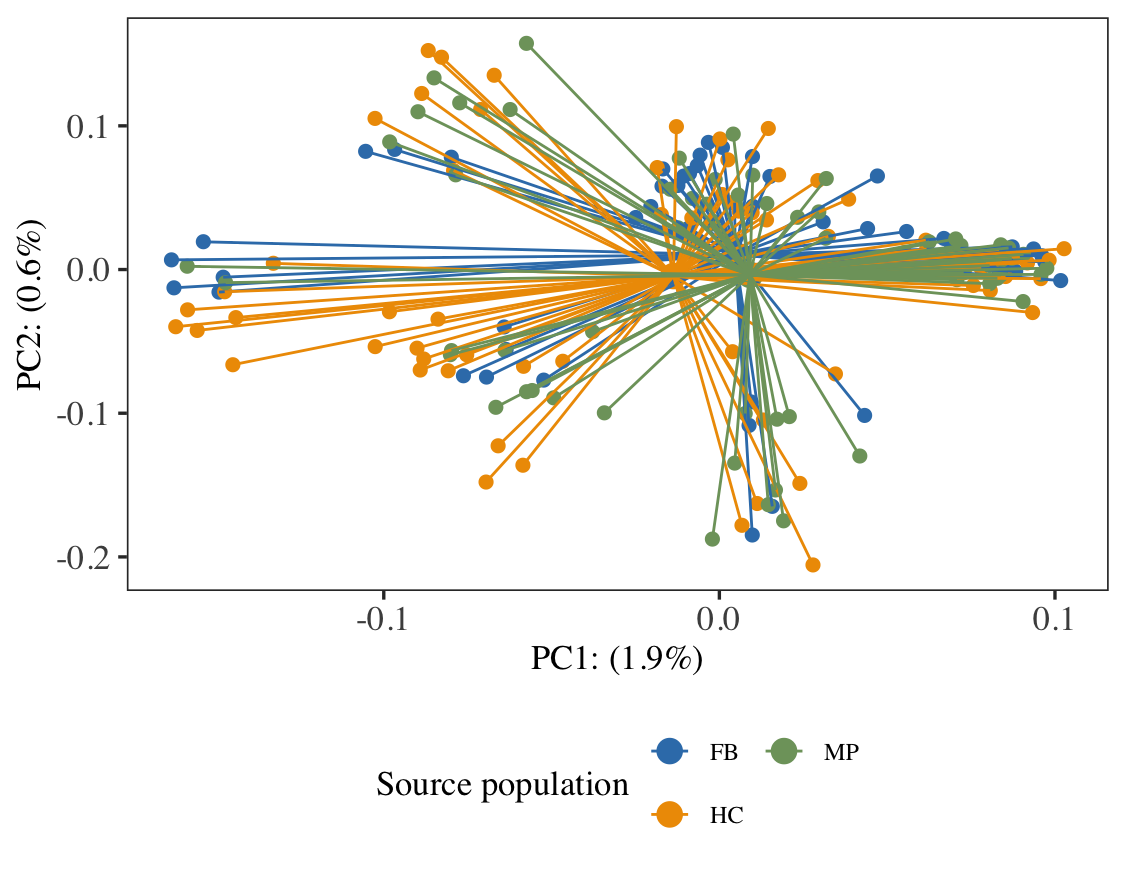 PC2: (0.6%)
0.1
0.0
-0.1
-0.2
-0.1
0.0
0.1
PC1: (1.9%)
Source population
FB
MP
HC